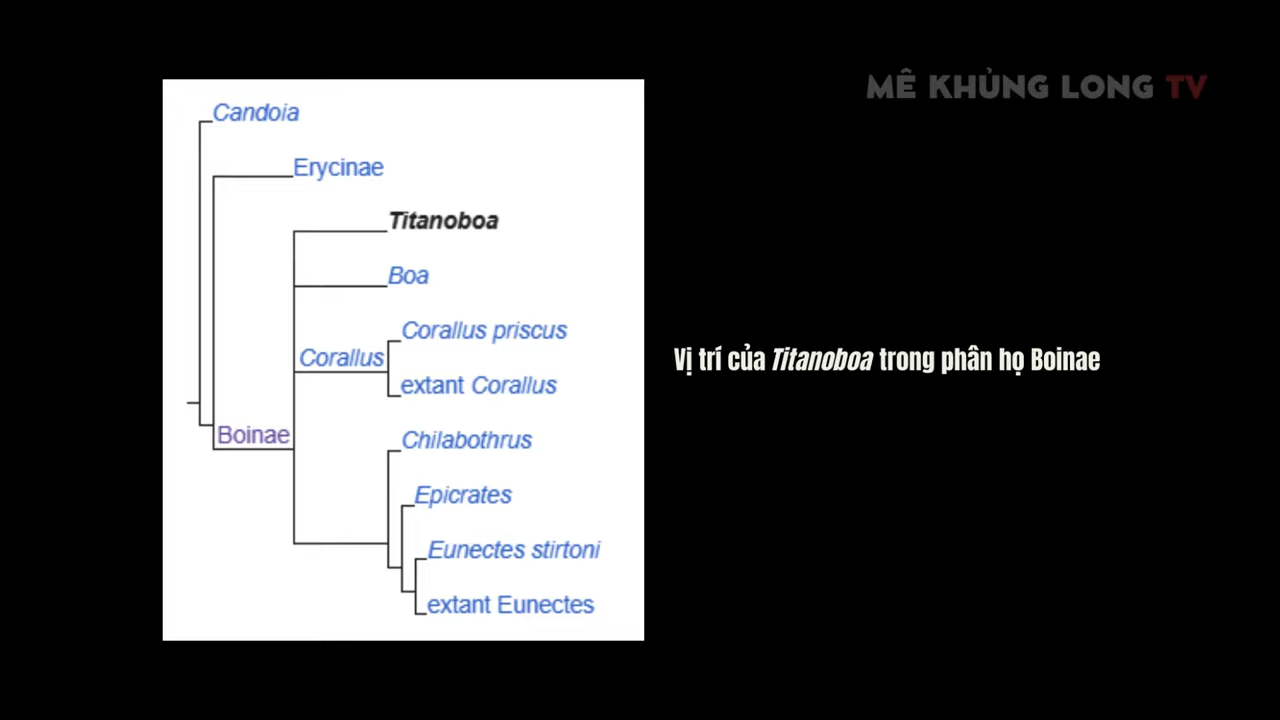 MÊ KHỦNG LONG TV
Candoia
Erycinae
Titanoboa
Boa
Corallus priscus
Corallus
extant Corallus
Boinae
Chilabothrus
Epicrates
Eunectes stirtoni
extant Eunectes
Vị trí của Titanoboa trong phân họ Boinae